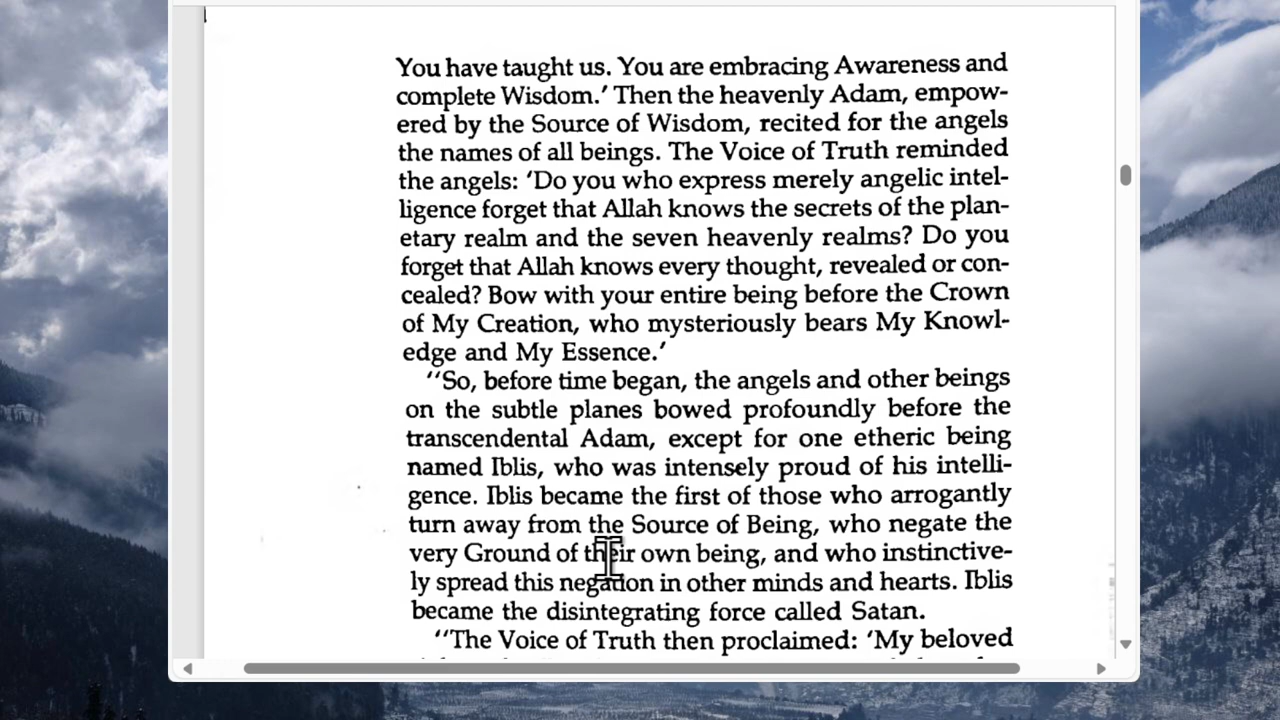 You have taught us. You are embracing Awareness and
complete Wisdom.’ Then the heavenly Adam, empow-
ered by the Source of Wisdom, recited for the angels
the names of all beings. The Voice of Truth reminded
the angels: ‘Do you who express merely angelic intel-
ligence forget that Allah knows the secrets of the plan-
etary realm and the seven heavenly realms? Do you
forget that Allah knows every thought, revealed or con-
cealed? Bow with your entire being before the Crown
of My Creation, who mysteriously bears My Knowl-
edge and My Essence.’
“So, before time began, the angels and other beings
on the subtle planes bowed profoundly before the
transcendental Adam, except for one etheric being
named Iblis, who was intensely proud of his intelli-
gence. Iblis became the first of those who arrogantly
turn away from the Source of Being, who negate the
very Ground of their own being, and who instinctive-
ly spread this negation in other minds and hearts. Iblis
became the disintegrating force called Satan.
“The Voice of Truth then proclaimed: ‘My beloved